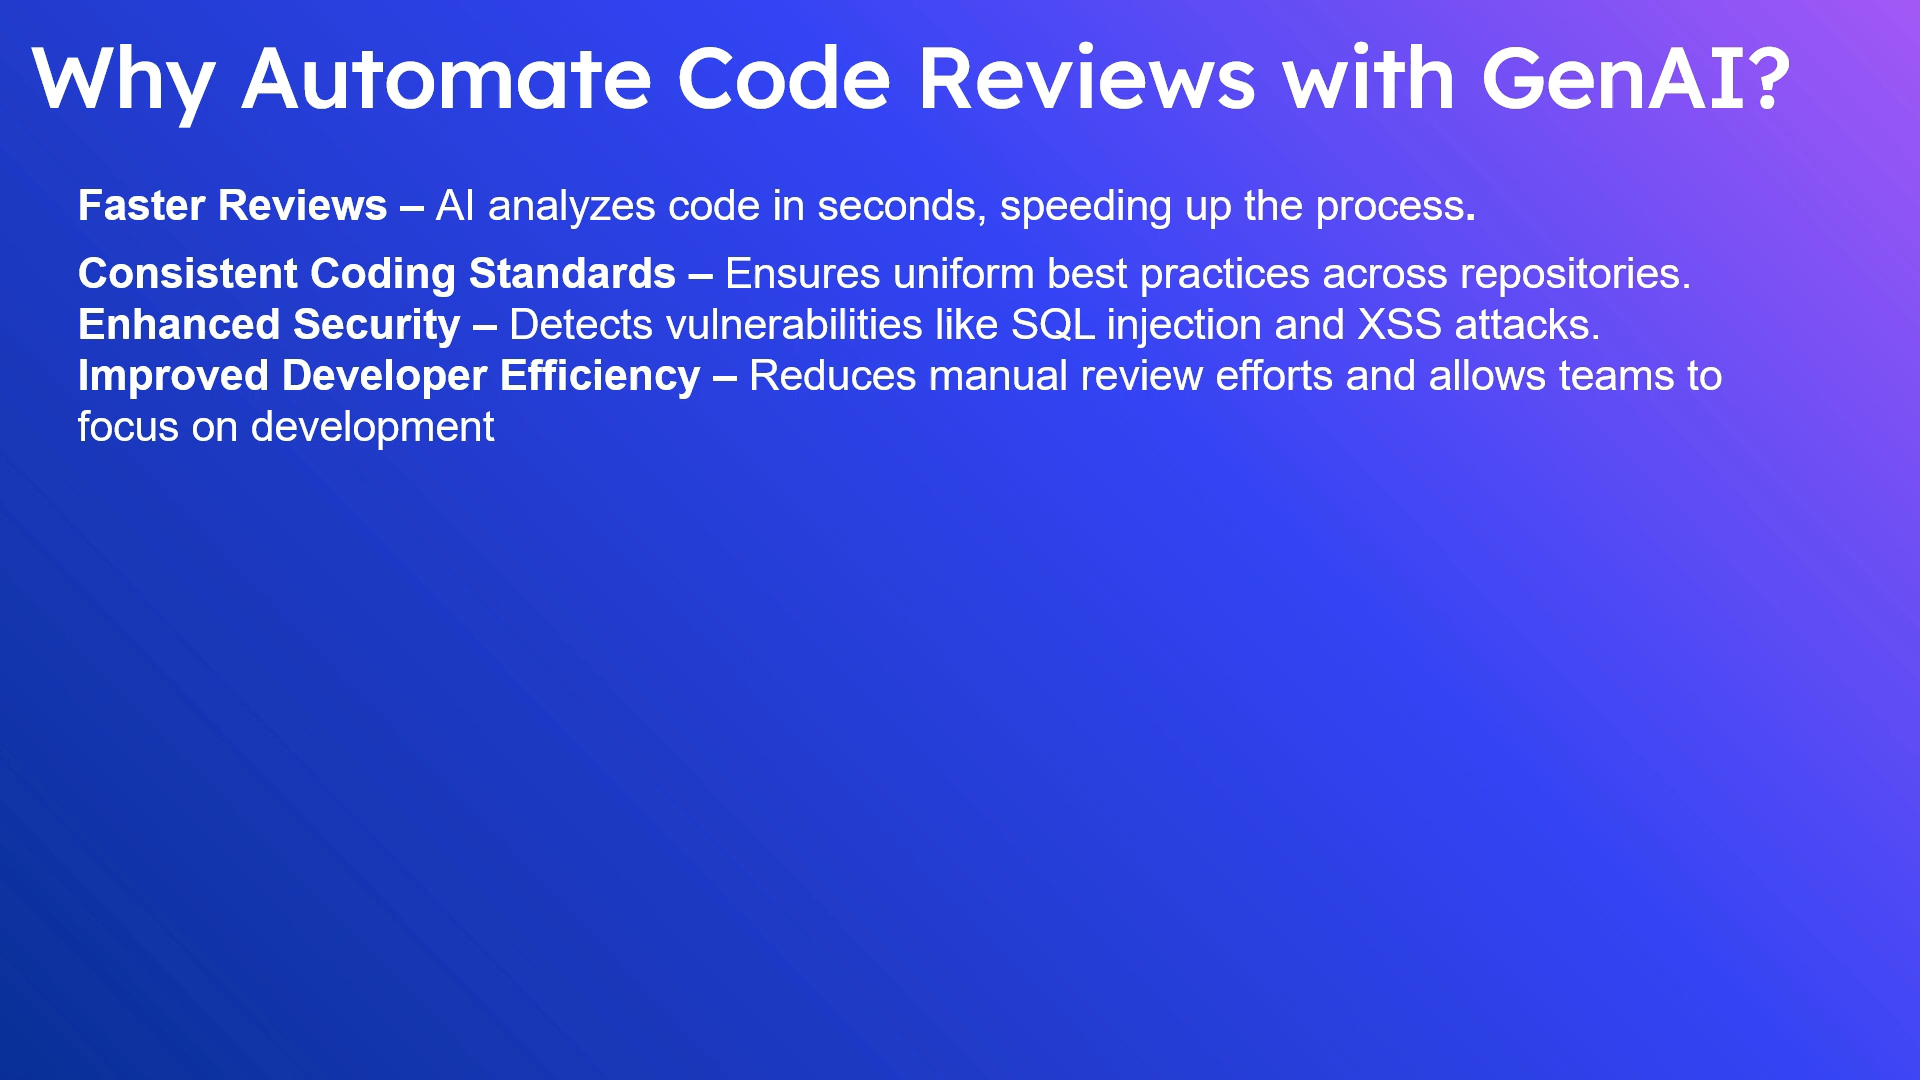 Why Automate Code Reviews with GenAI?
Faster Reviews – AI analyzes code in seconds, speeding up the process.
Consistent Coding Standards – Ensures uniform best practices across repositories.
Enhanced Security – Detects vulnerabilities like SQL injection and XSS attacks.
Improved Developer Efficiency – Reduces manual review efforts and allows teams to
focus on development